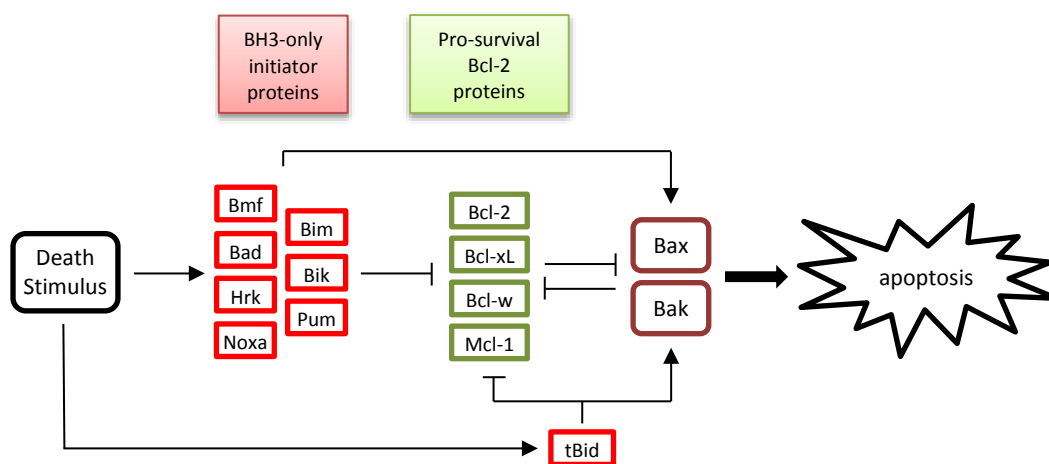 BH3-only
initiator
proteins
Pro-survival
Bcl-2
proteins
Death
Stimulus
Bmf
Bad
Hrk
Noxa
Bim
Bik
Pum
Bcl-2
Bcl-xL
Bcl-w
Mcl-1
Bax
Bak
apoptosis
tBid